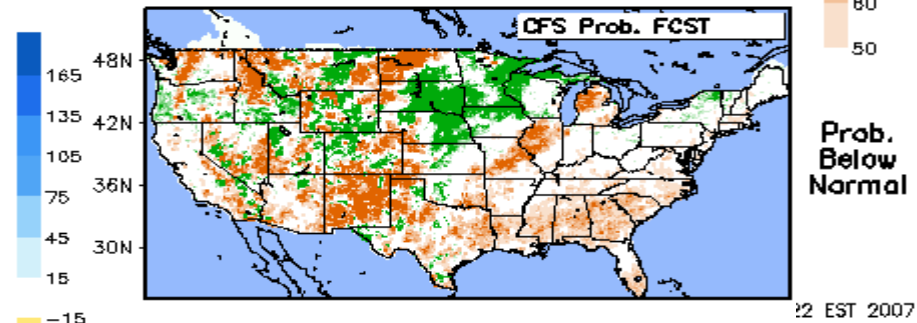 CFS Prob. FCST
48N
42N
36N
30N
165
135
105
75
45
15
-15
50
Prob.
Below
Normal
22 EST 2007